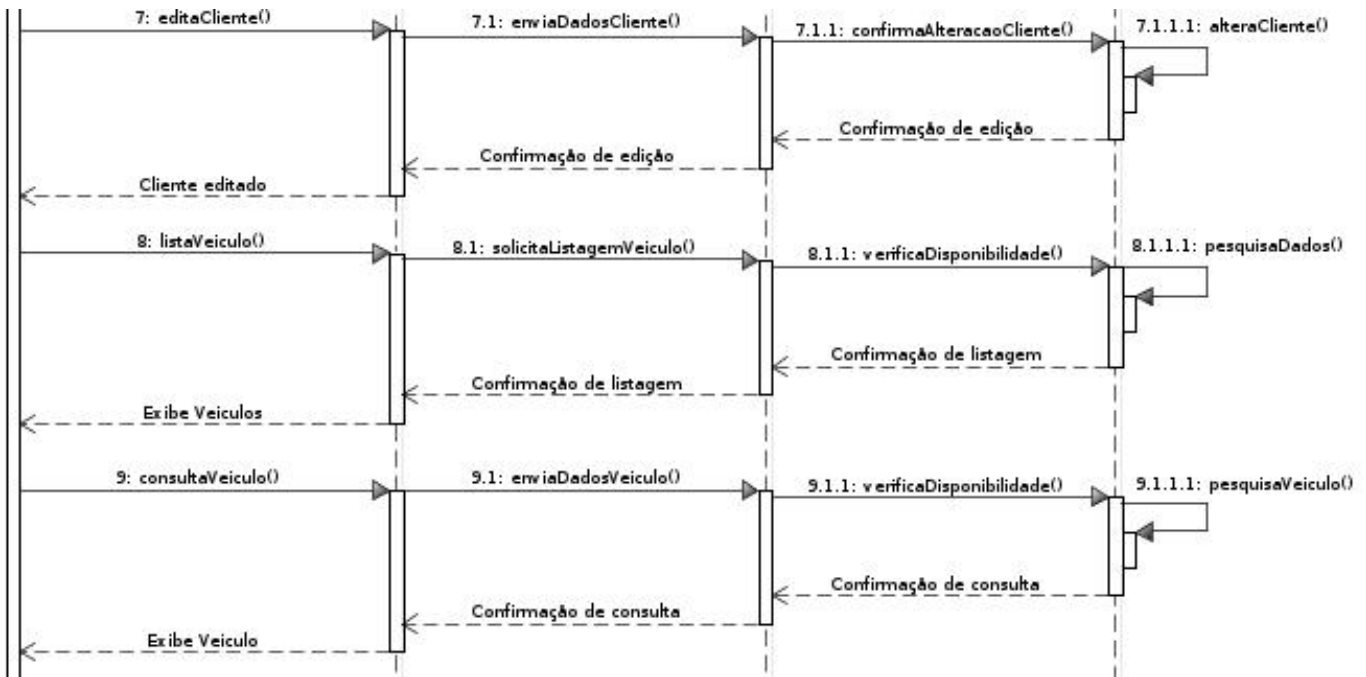 7: editaCliente()
7.1: enviaDadosCliente()
7.1.1: confirmaAlteracaoCliente()
7.1.1.1: alteraCliente()
Confirmação de edição
Confirmação de edição
Cliente editado
8: listaVeiculo()
8.1: solicitaListagemVeiculo()
8.1.1: verificaDisponibilidade()
8.1.1.1: pesquisaDados()
Confirmação de listagem
Confirmação de listagem
Exibe Veiculos
9: consultaVeiculo()
9.1: enviaDadosVeiculo()
9.1.1: verificaDisponibilidade()
9.1.1.1: pesquisaVeiculo()
Confirmação de consulta
Confirmação de consulta
Exibe Veiculo